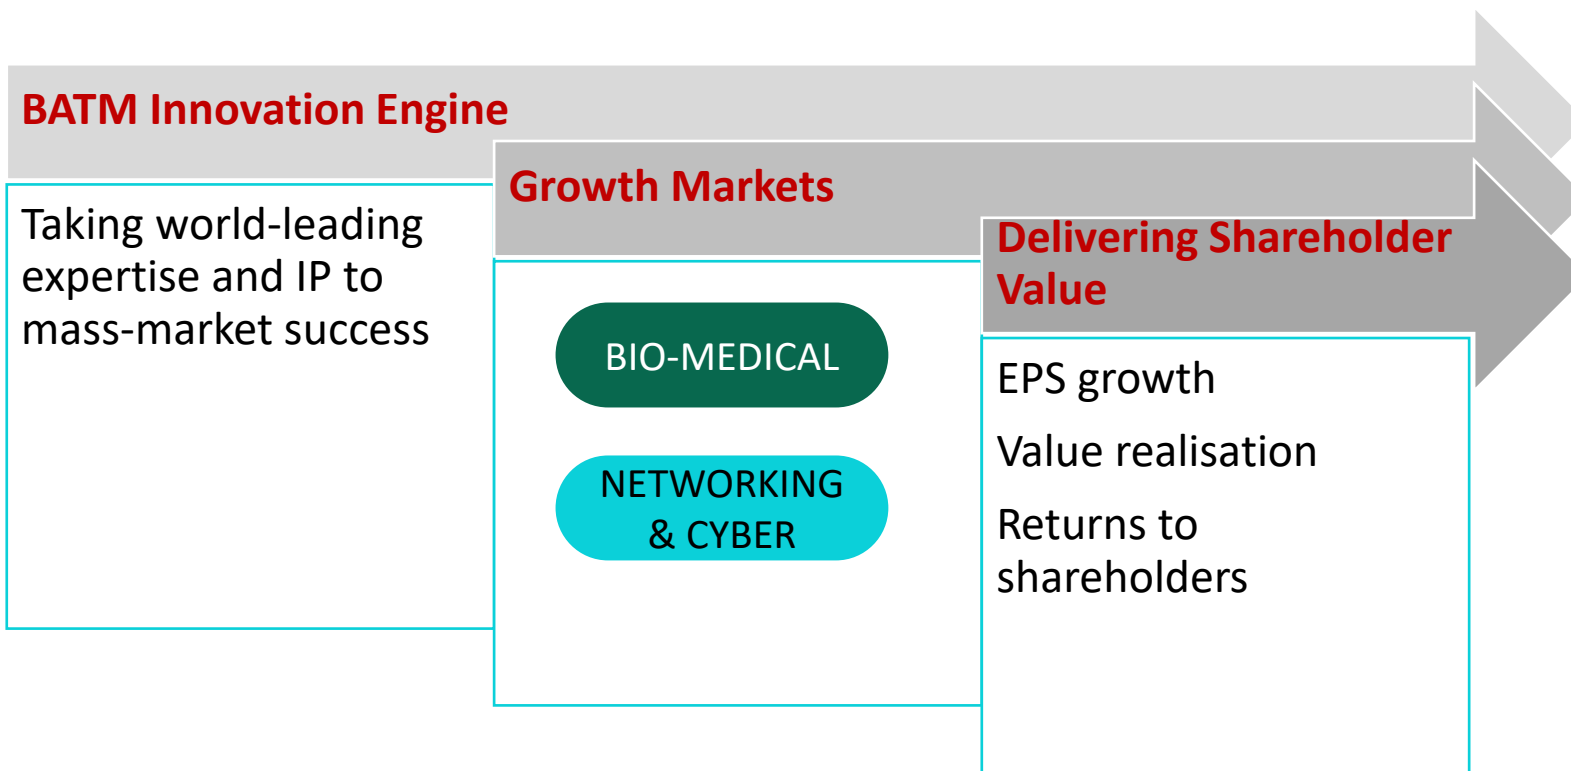 BATM Innovation Engine
Taking world-leading
expertise and IP to
mass-market success
Growth Markets
BIO-MEDICAL
NETWORKING
& CYBER
Delivering Shareholder
Value
EPS growth
Value realisation
Returns to
shareholders